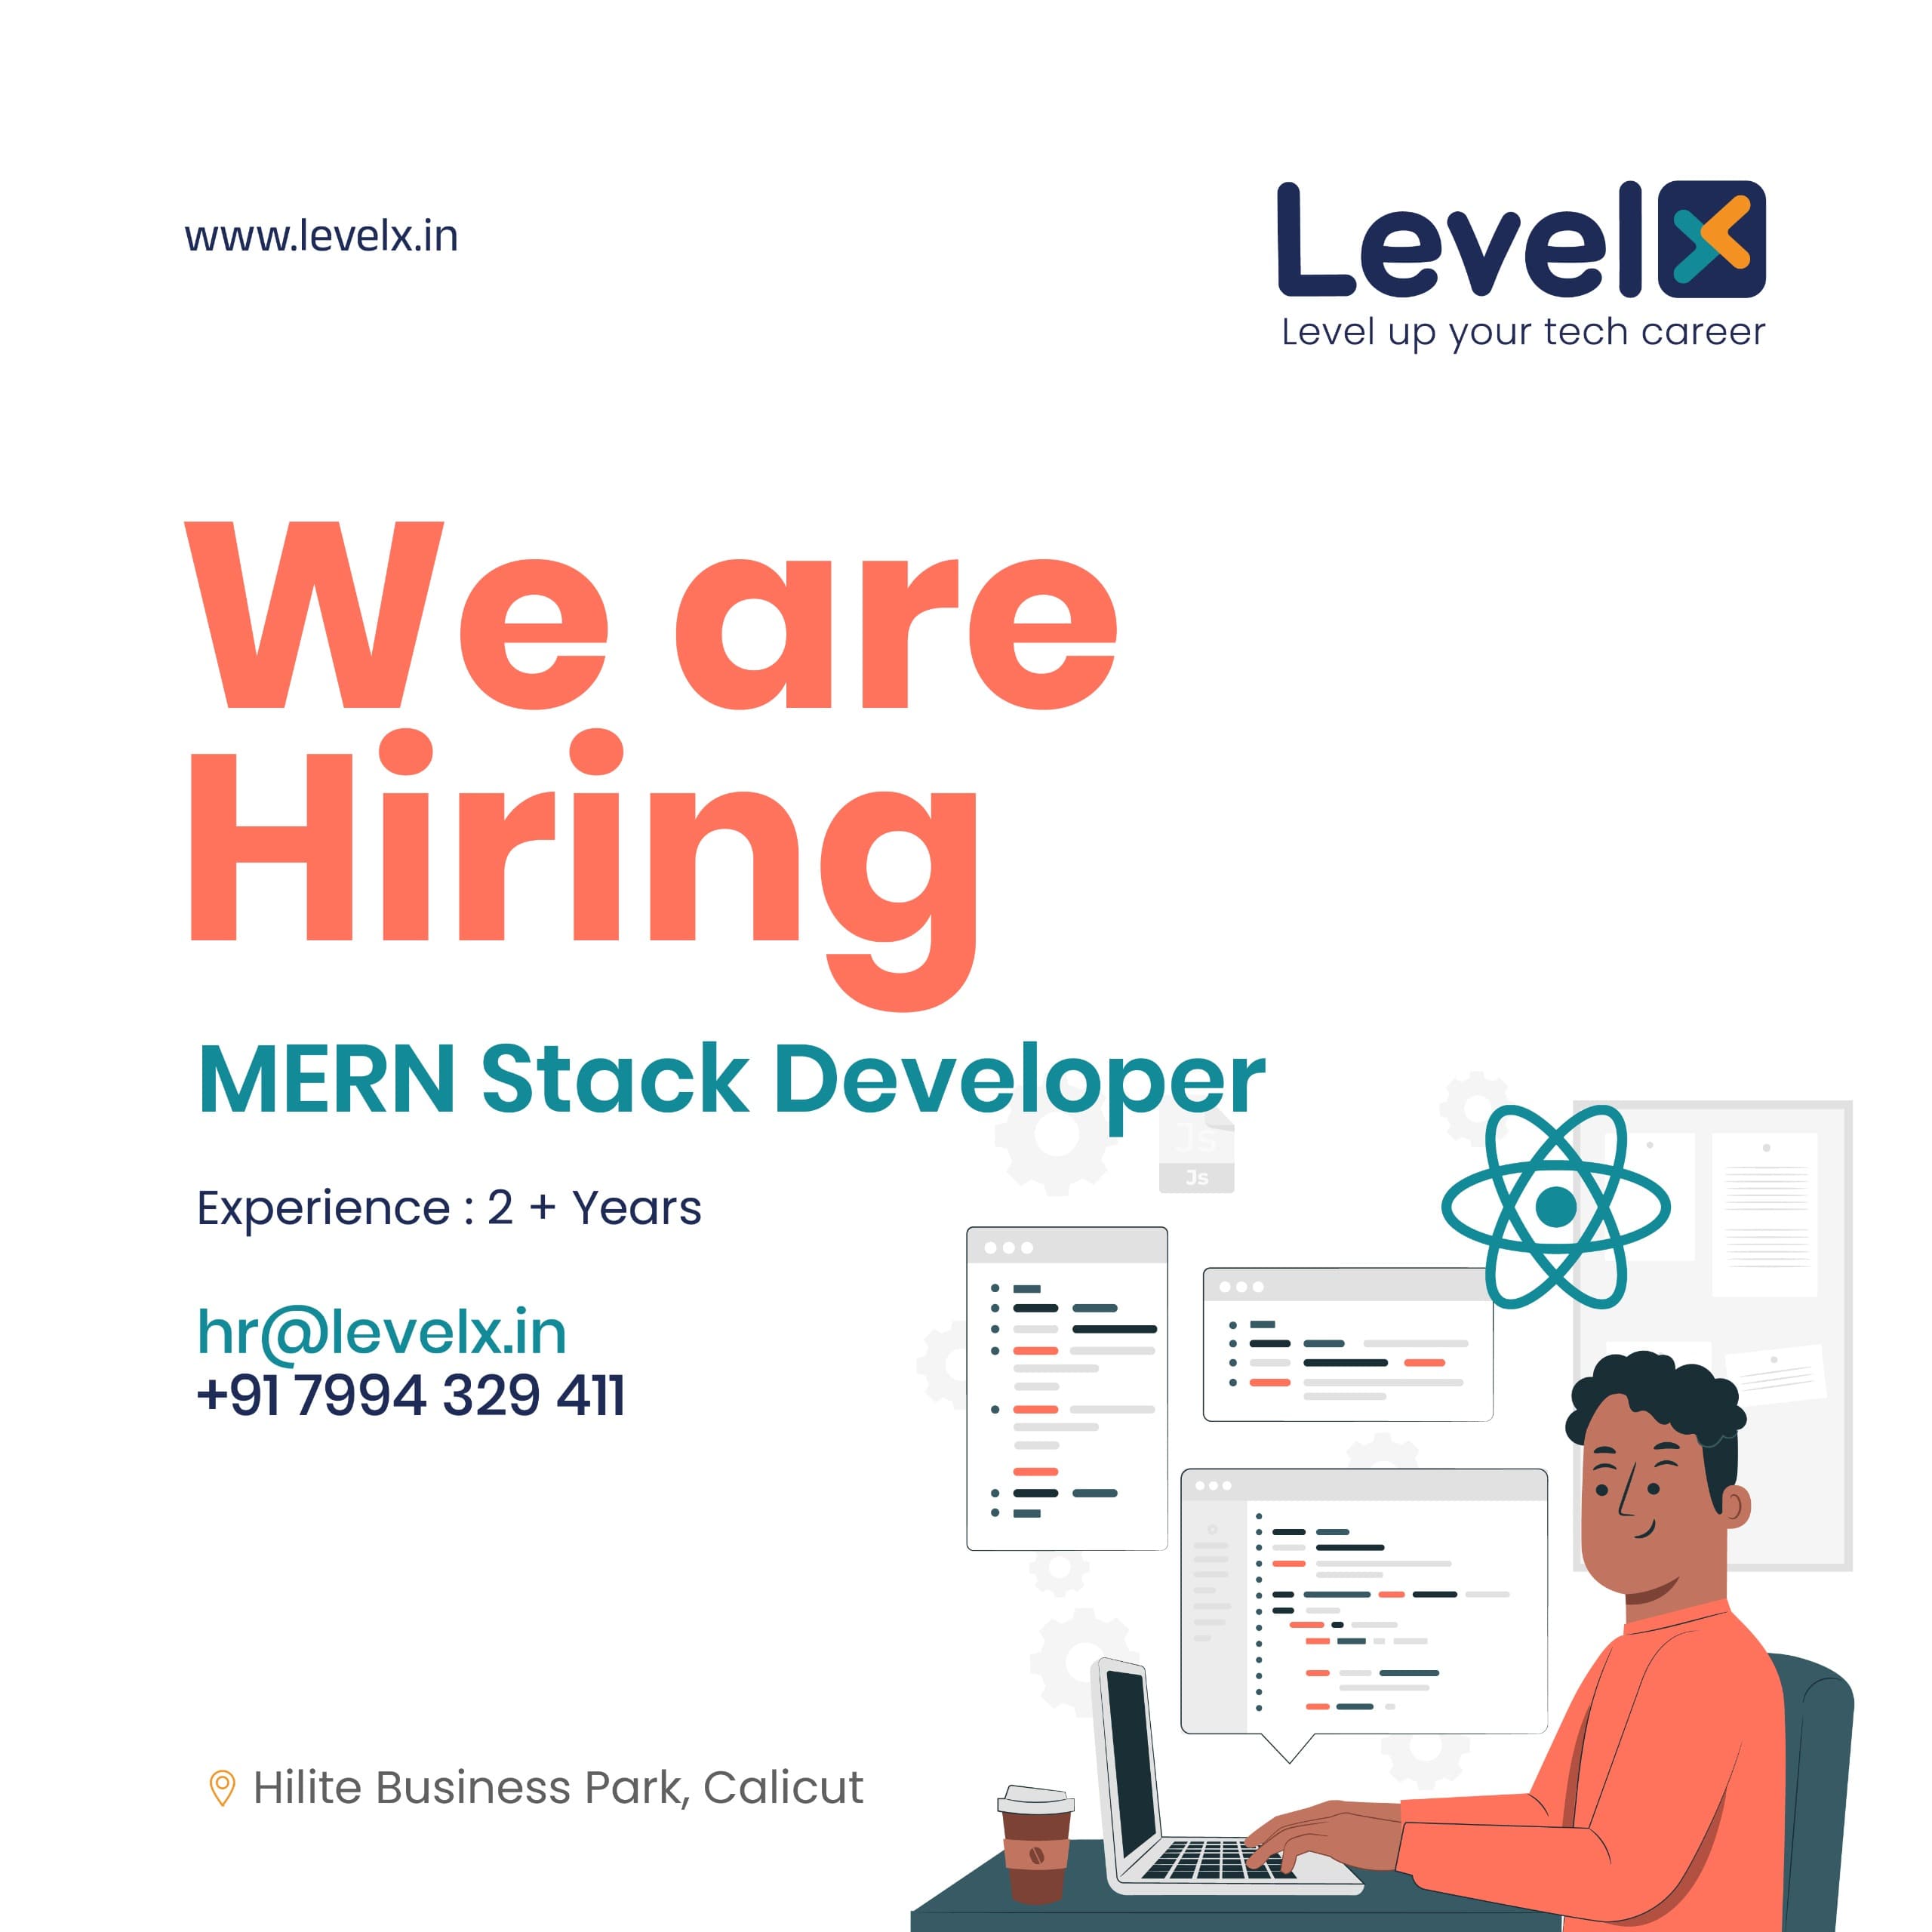 www.levelx.in
LevelX
Level up your tech career
We are
Hiring
MERN Stack Developer
Js
Js
Experience : 2 + Years
hr@levelx.in
+91 7994 329 411
Hilite Business Park, Calicut